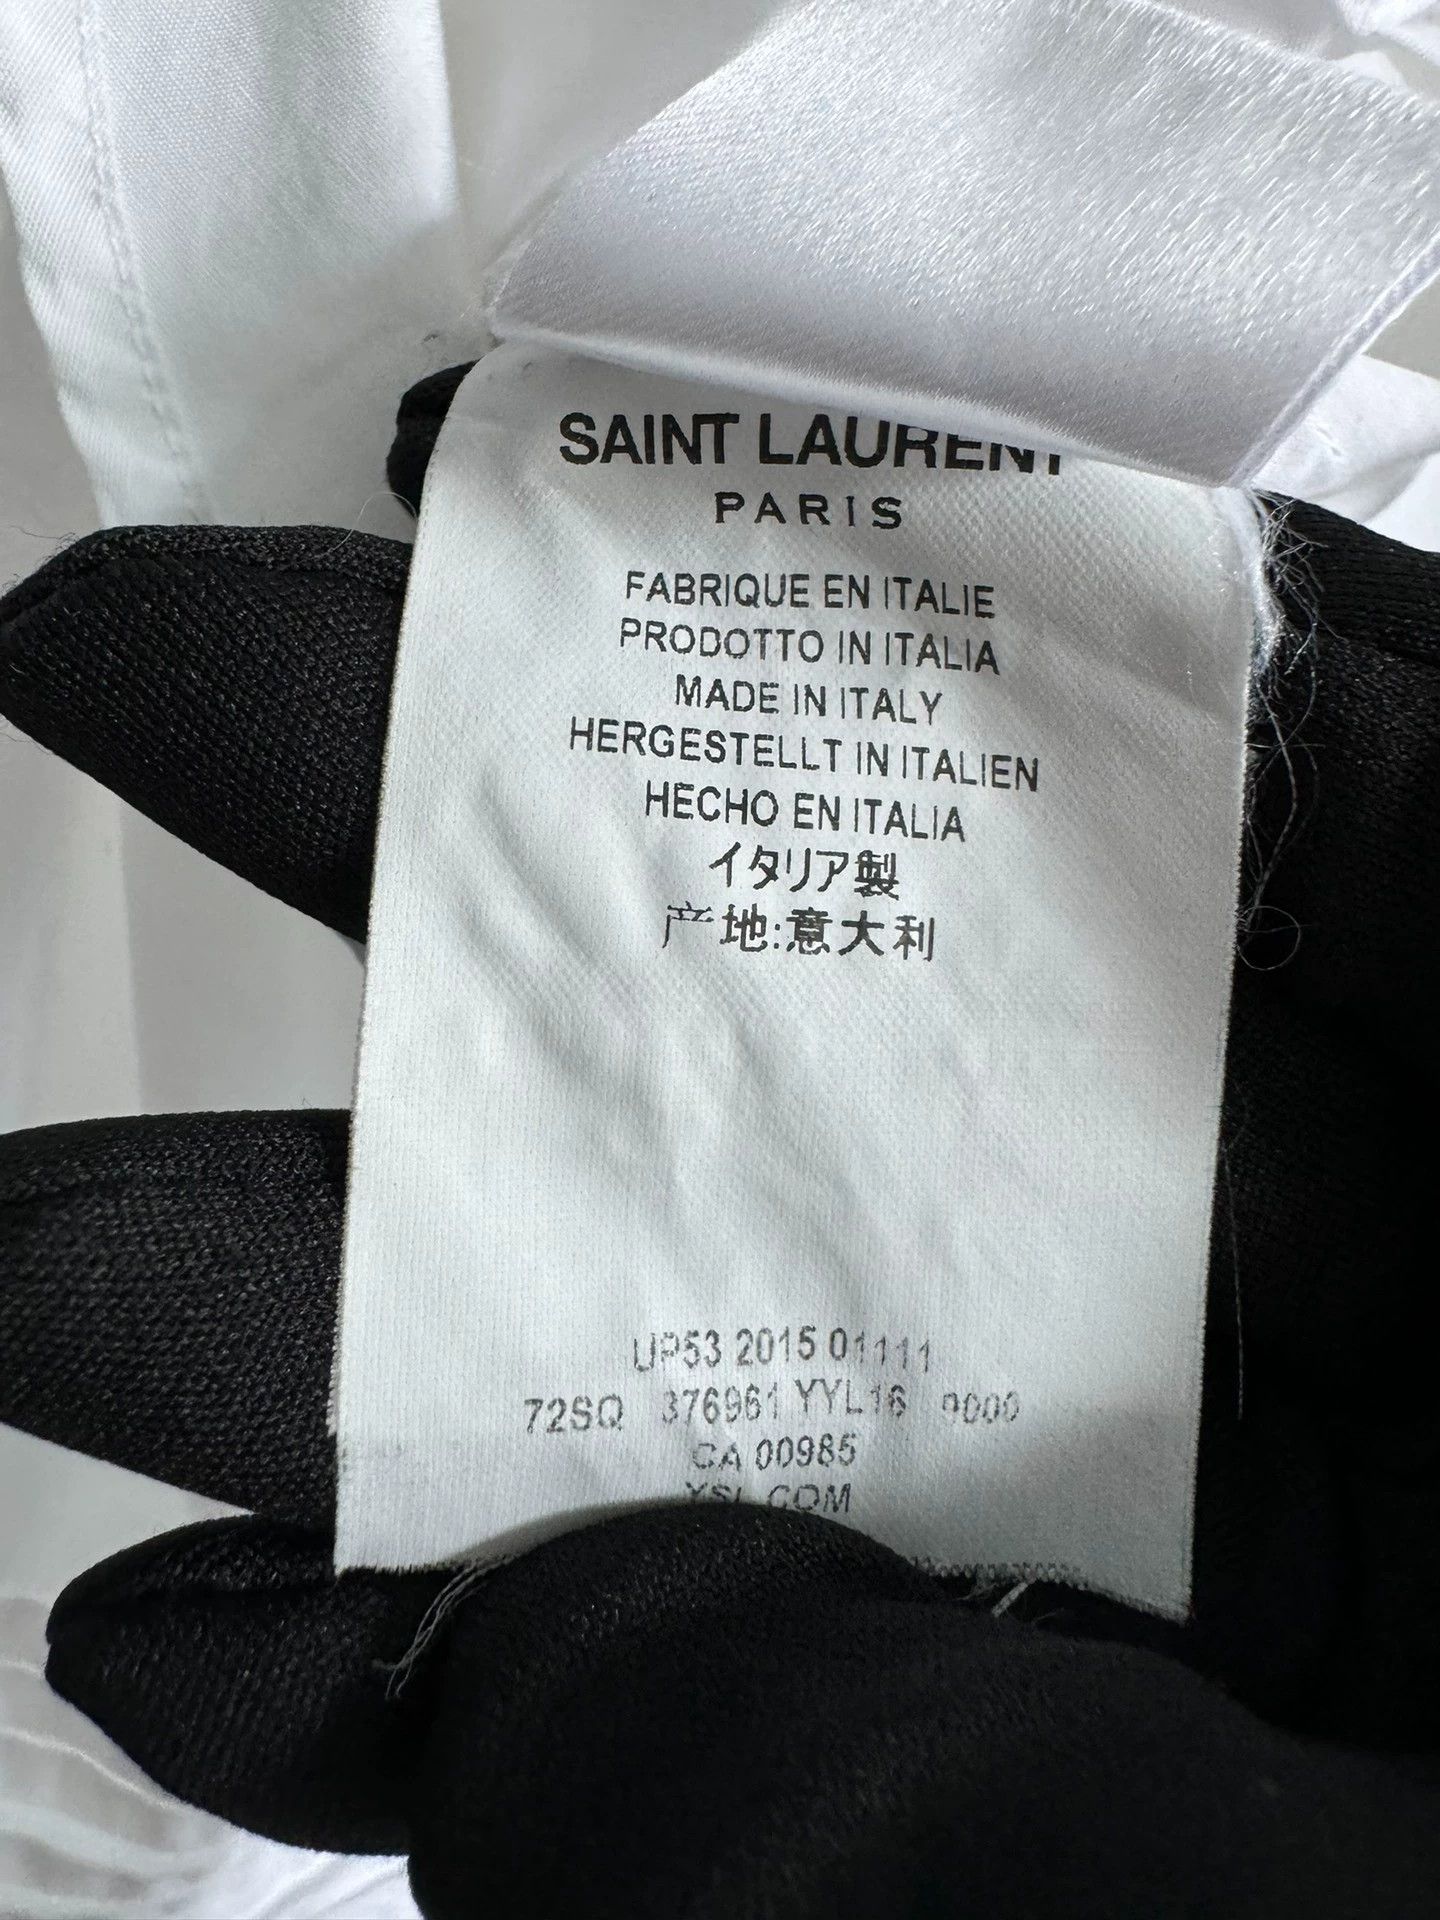 SAINT LAURENT
PARIS
FABRIQUE EN ITALIE
PRODOTTO IN ITALIA
MADE IN ITALY
HERGESTELLT IN ITALIEN
HECHO EN ITALIA
イタリア製
产地:意大利
UP53 2015 01111
72SQ 376961 YYL16 9000
CA 00985
YSL.COM